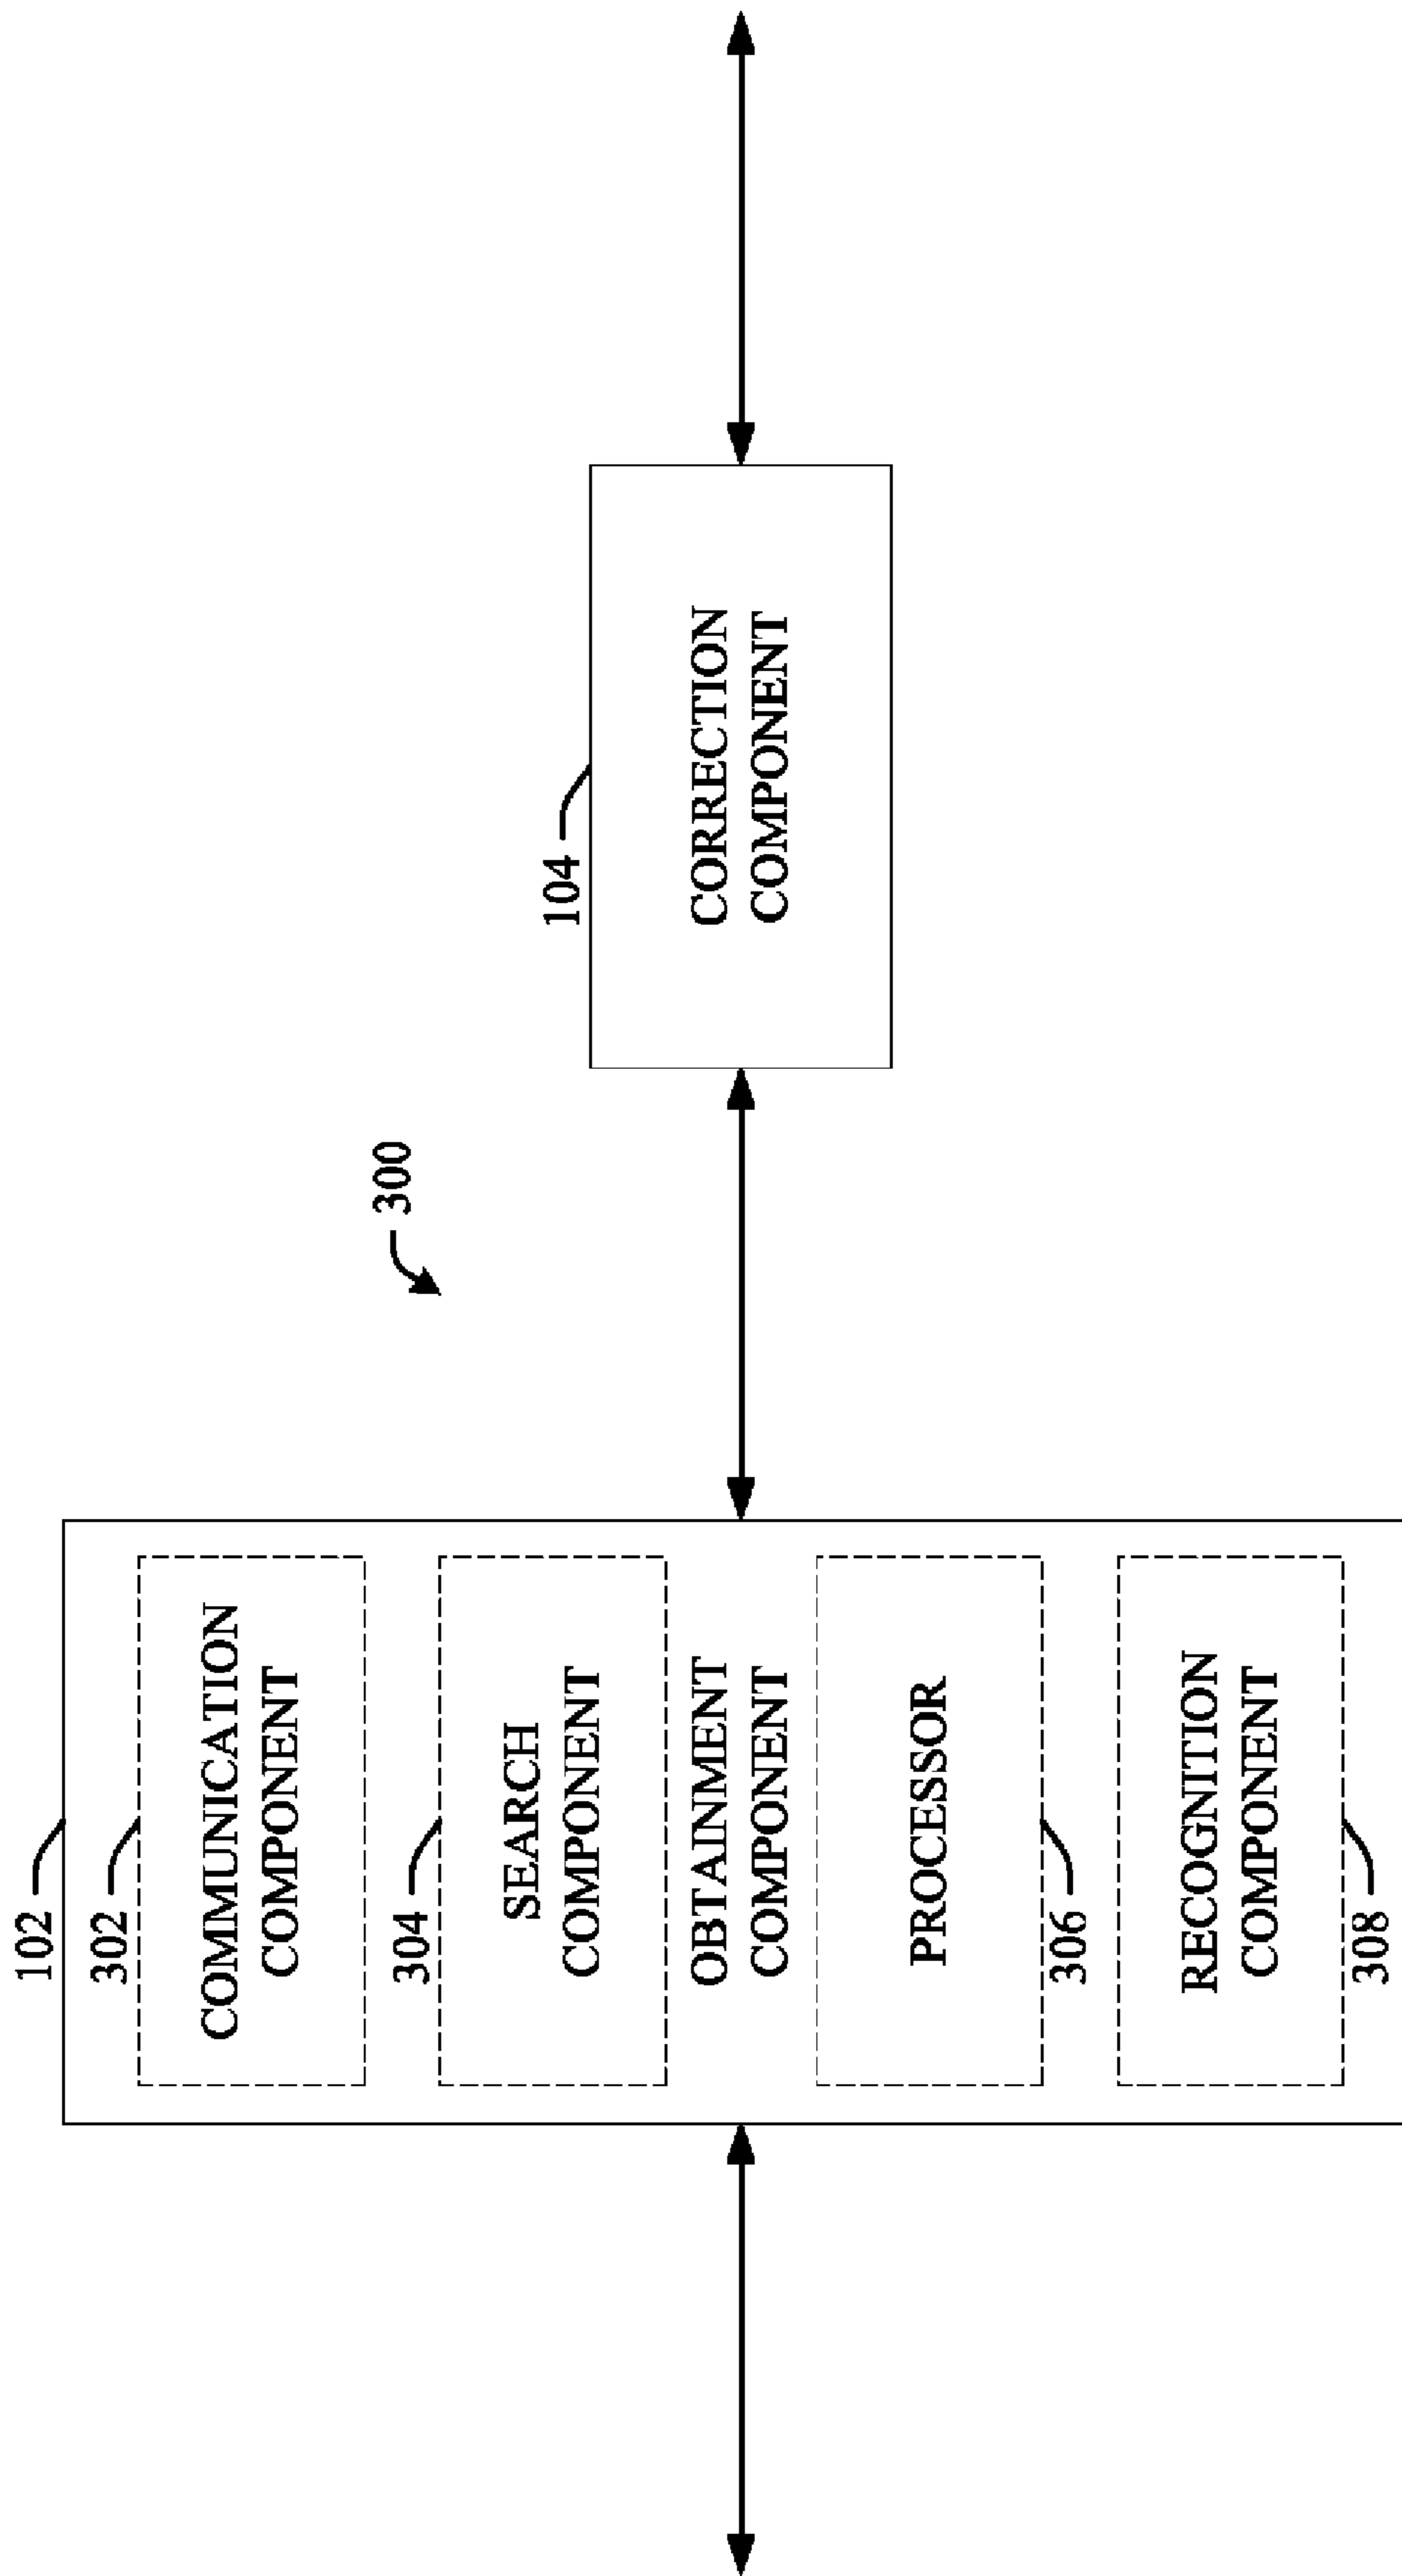 102
302
COMMUNICATION
COMPONENT
304
SEARCH
COMPONENT
OBTAINMENT
COMPONENT
PROCESSOR
306
RECOGNITION
COMPONENT
308
300
104
CORRECTION
COMPONENT